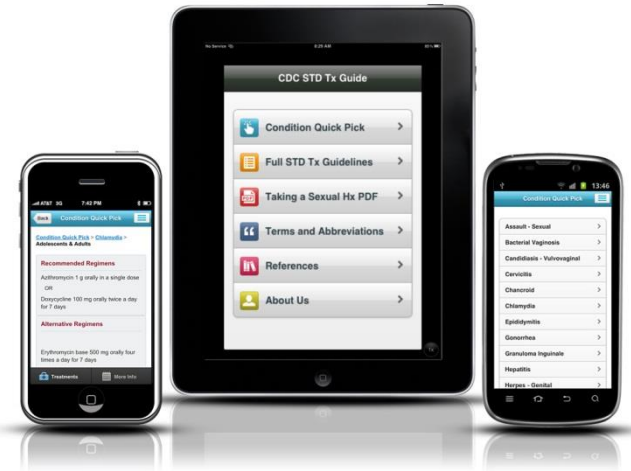 No Service
8:25 AM
CDC STD Tx Guide
Condition Quick Pick
Full STD Tx Guidelines
Taking a Sexual Hx PDF
Terms and Abbreviations
References
About Us
AT&T 3G 7:42 PM
Back Condition Quick Pick
Condition Quick Pick > Chlamydia >
Adolescents & Adults
Recommended Regimens
Azithromycin 1 g orally in a single dose
OR
Doxycycline 100 mg orally twice a day
for 7 days
Alternative Regimens
Erythromycin base 500 mg orally four
times a day for 7 days
Treatments More Info
13:46
Condition Quick Pick
Assault - Sexual
Bacterial Vaginosis
Candidiasis - Vulvovaginal
Cervicitis
Chancroid
Chlamydia
Epididymitis
Gonorrhea
Granuloma Inguinale
Hepatitis
Herpes - Genital